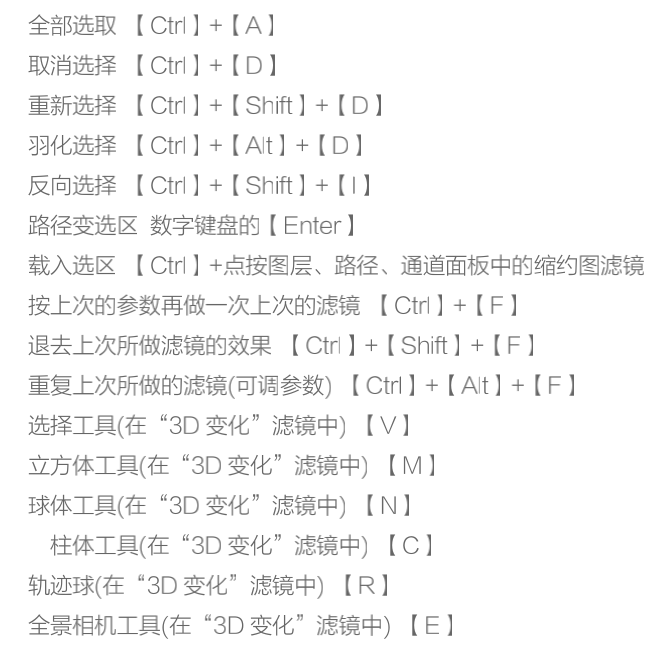 全部选取 【Ctrl】+【A】
取消选择 【Ctrl】+【D】
重新选择 【Ctrl】+【Shift】+【D】
羽化选择 【Ctrl】+【Alt】+【D】
反向选择 【Ctrl】+【Shift】+【I】
路径变选区 数字键盘的【Enter】
载入选区 【Ctrl】+点按图层、路径、通道面板中的缩约图滤镜
按上次的参数再做一次上次的滤镜 【Ctrl】+【F】
退去上次所做滤镜的效果 【Ctrl】+【Shift】+【F】
重复上次所做的滤镜(可调参数) 【Ctrl】+【Alt】+【F】
选择工具(在“3D 变化”滤镜中) 【V】
立方体工具(在“3D 变化”滤镜中) 【M】
球体工具(在“3D 变化”滤镜中) 【N】
柱体工具(在“3D 变化”滤镜中) 【C】
轨迹球(在“3D 变化”滤镜中) 【R】
全景相机工具(在“3D 变化”滤镜中) 【E】